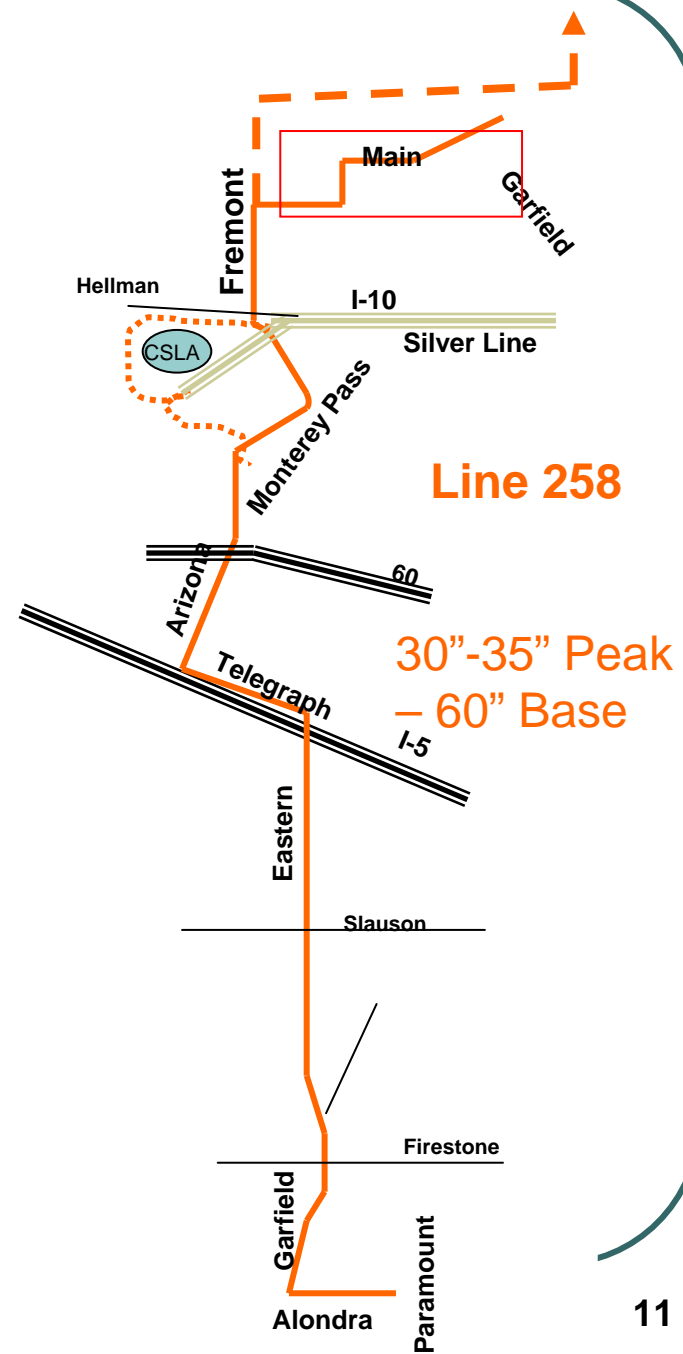 Main
Fremont
Garfield
Hellman
I-10
CSLA
Silver Line
Monterey Pass
Line 258
Arizona
60
Telegraph
30”-35” Peak
– 60” Base
I-5
Eastern
Slauson
Firestone
Garfield
Paramount
Alondra
11